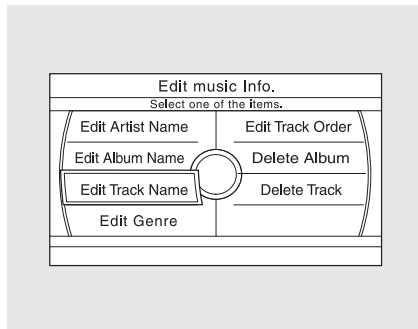 Edit music Info.
Select one of the items.
Edit Artist Name
Edit Album Name
Edit Track Name
Edit Genre
Edit Track Order
Delete Album
Delete Track